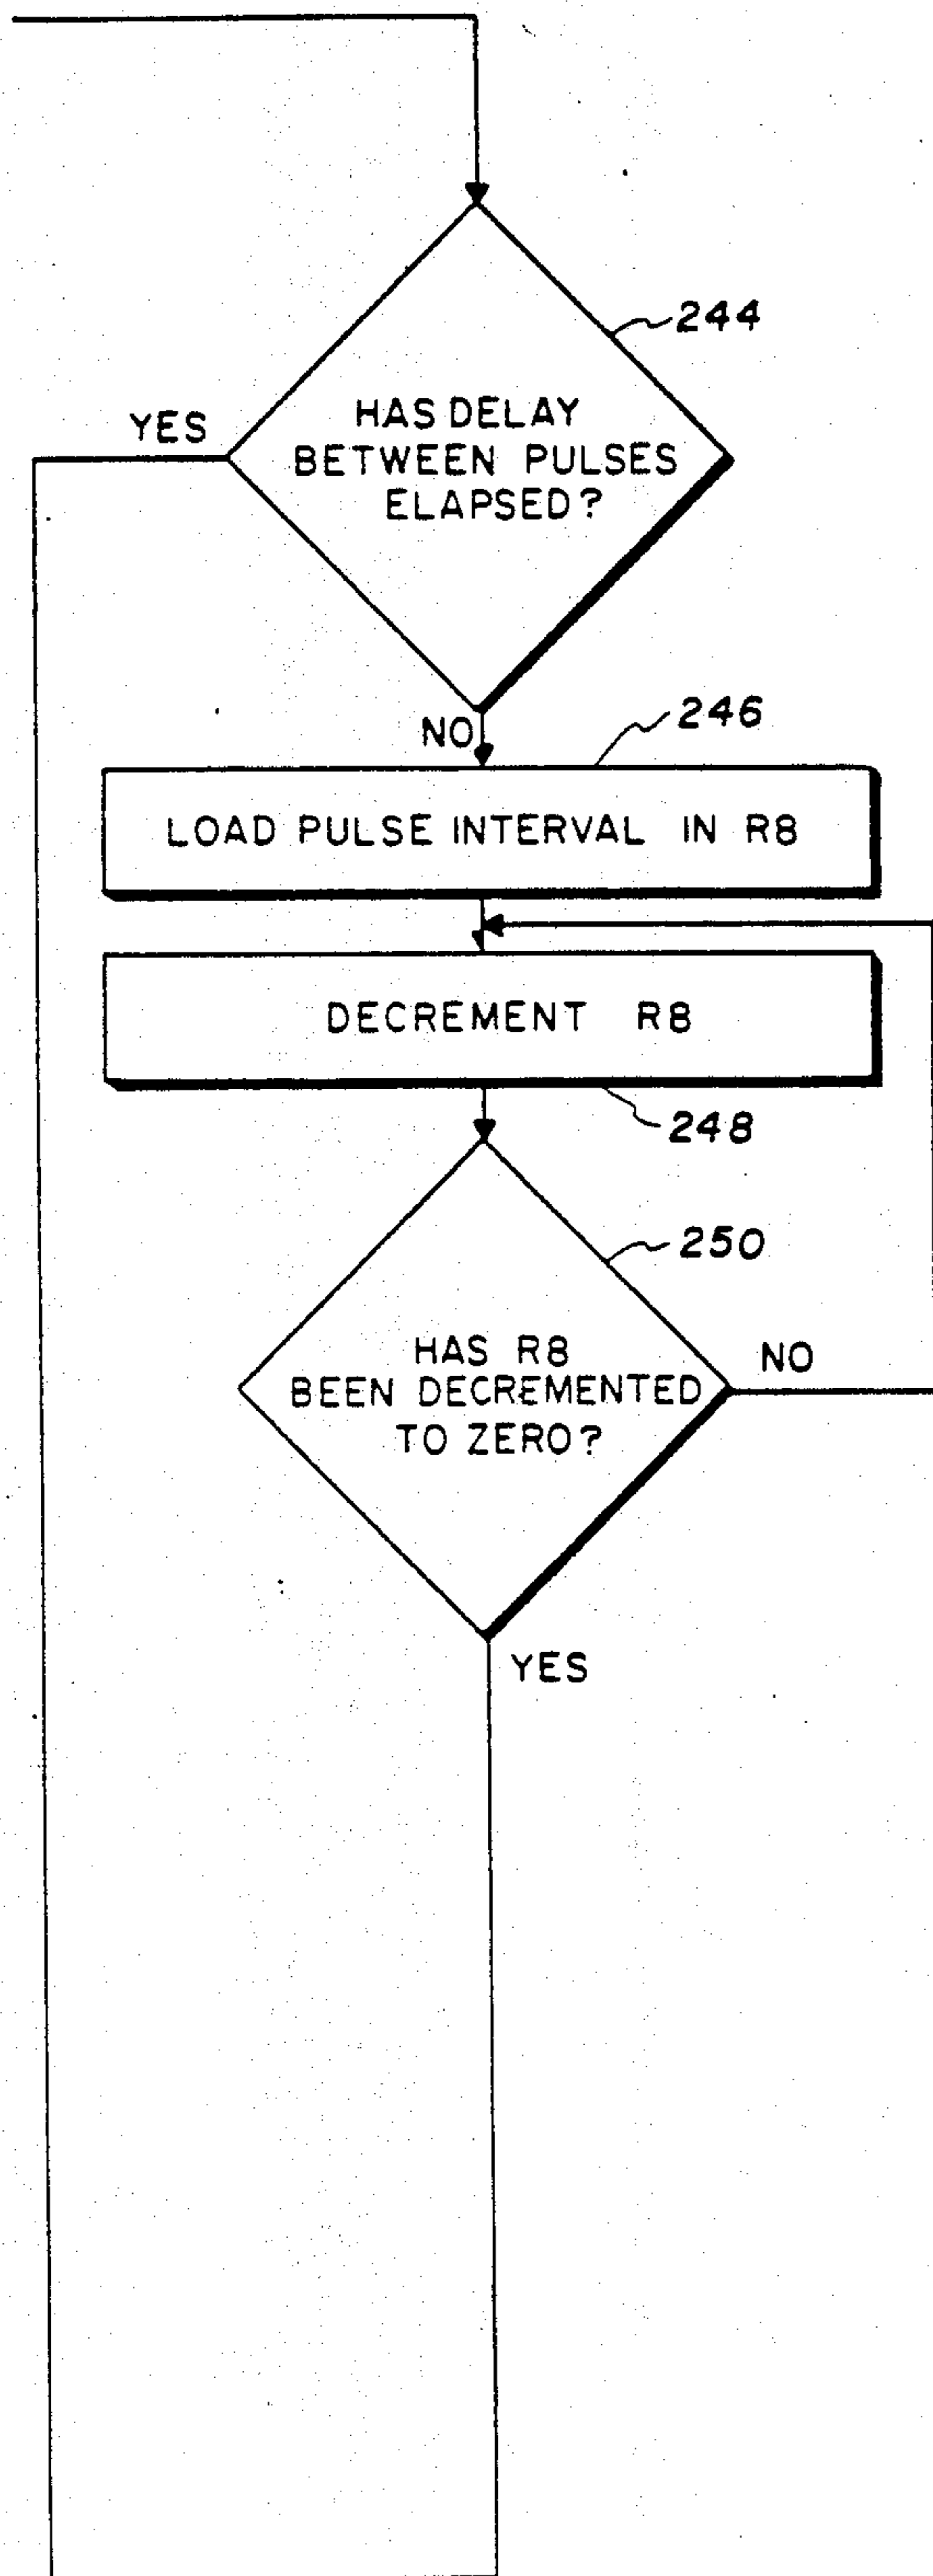 244
HAS DELAY
BETWEEN PULSES
ELAPSED?
YES
NO
246
LOAD PULSE INTERVAL IN R8
DECREMENT R8
248
250
HAS R8
BEEN DECREMENTED
TO ZERO?
NO
YES